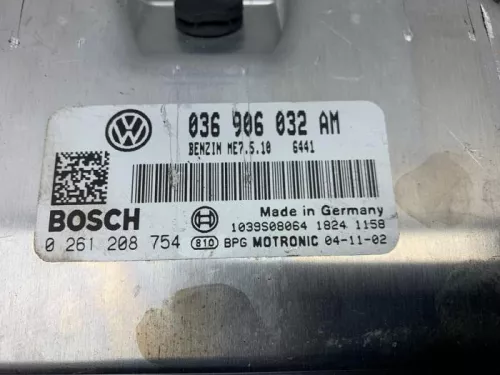 036 906 032 AM
BENZIN ME7.5.10 6441
BOSCH
Made in Germany
1039S08064 1824 1158
0 261 208 754 810 BPG MOTRONIC 04-11-02